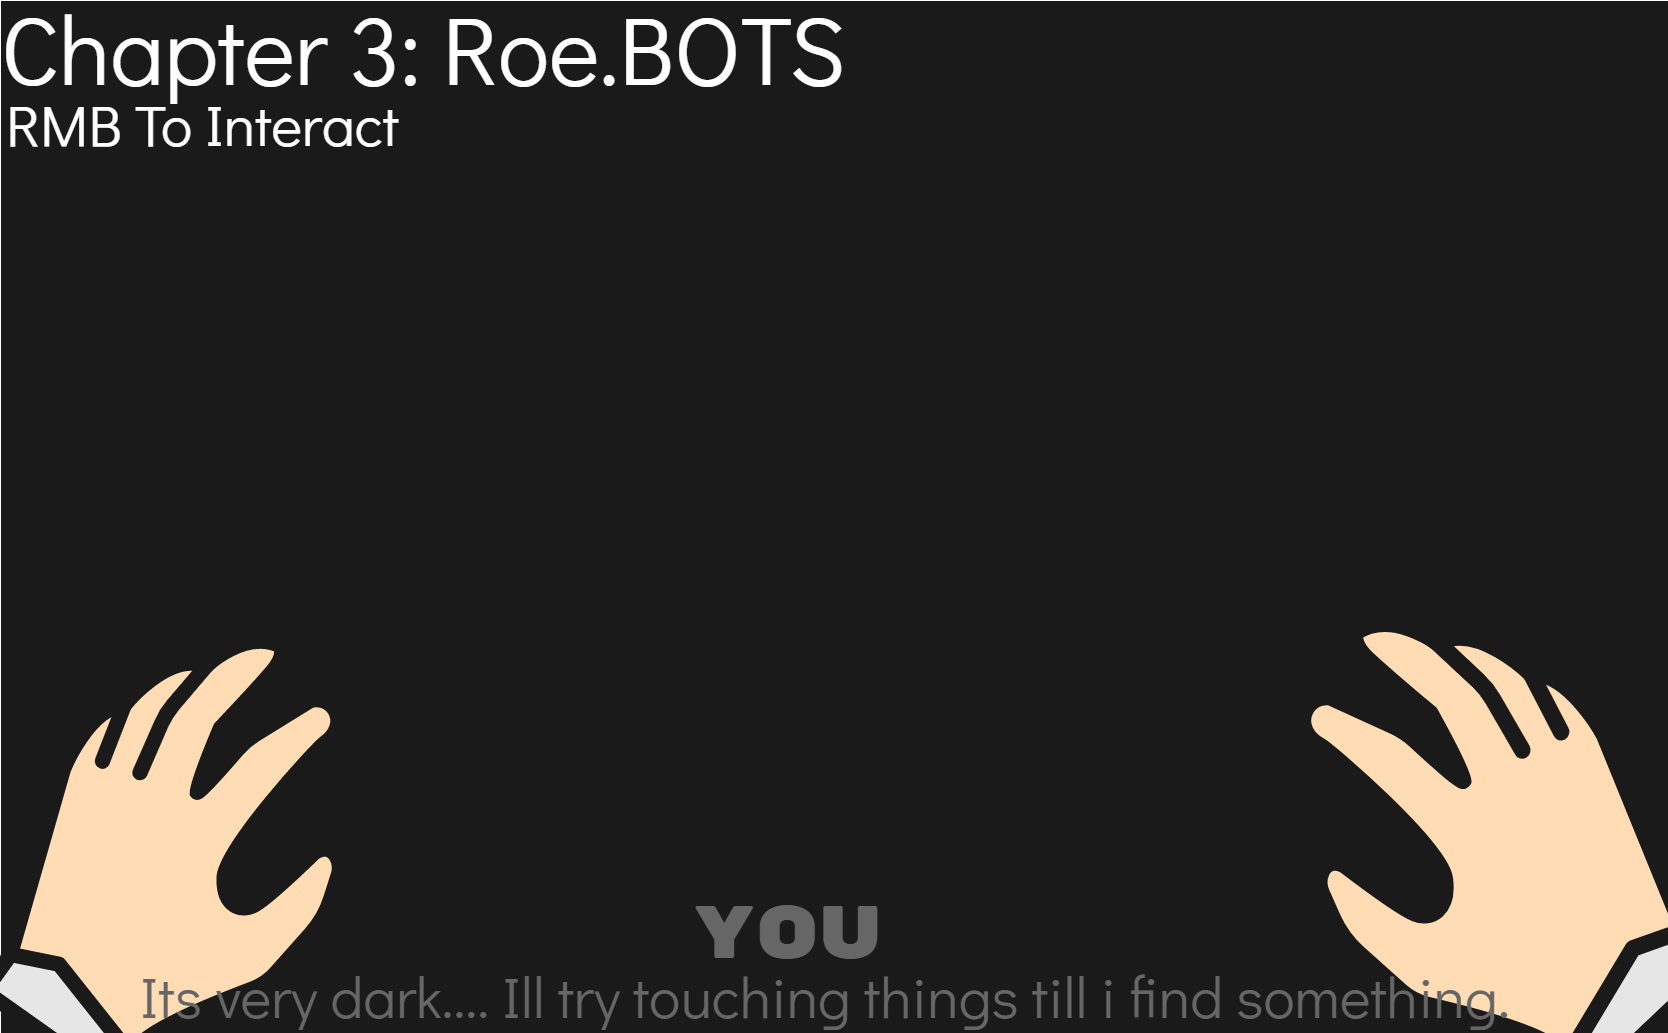 Chapter 3: Roe.BOTS
RMB To Interact
YOU
Its very dark.... Ill try touching things till i find something.